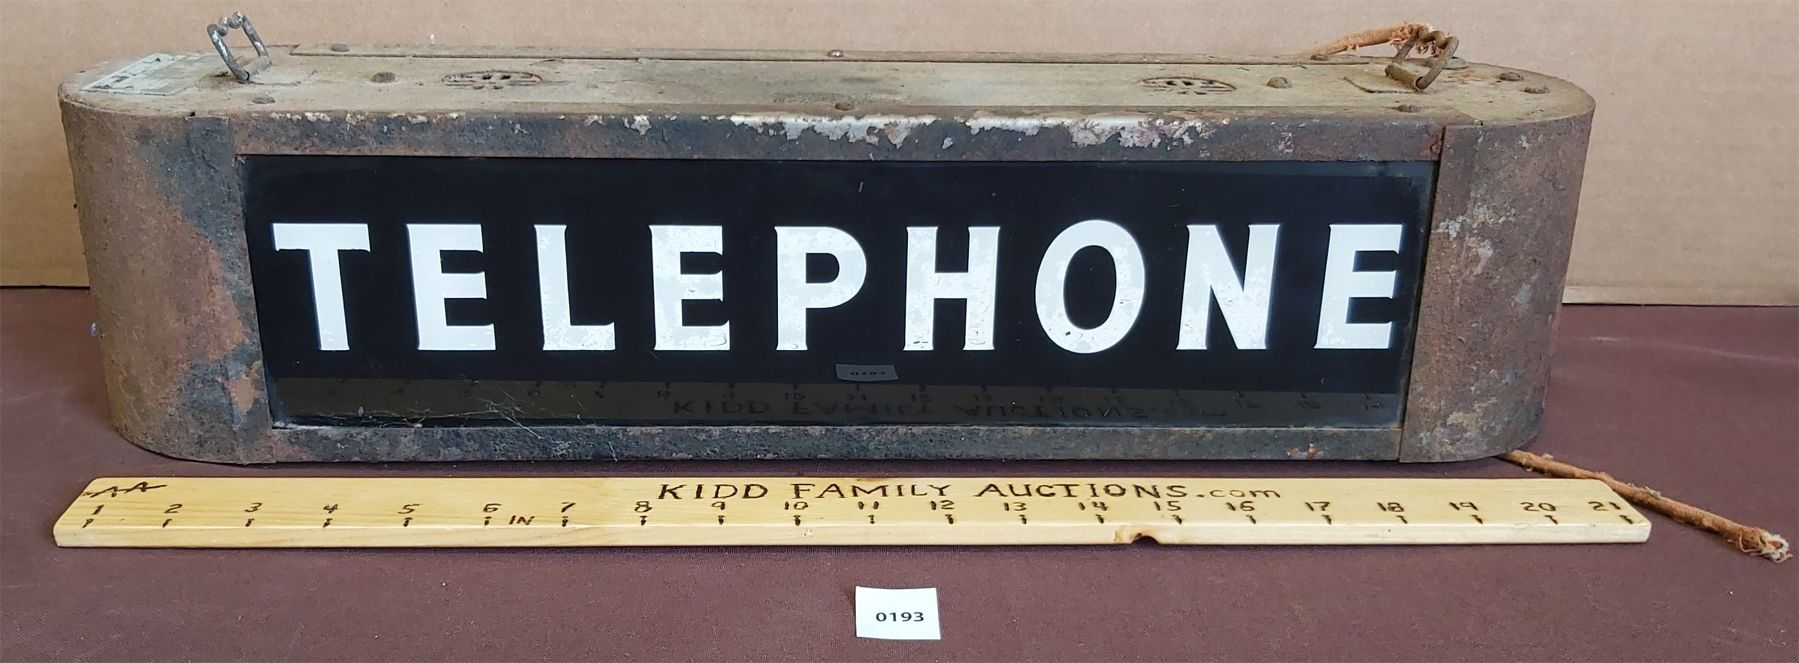 TELEPHONE
KIDD FAMILY AUCTIONS.com
1 2 3 4 5 6 IN 7 8 9 10 11 12 13 14 15 16 17 18 19 20 21
0193